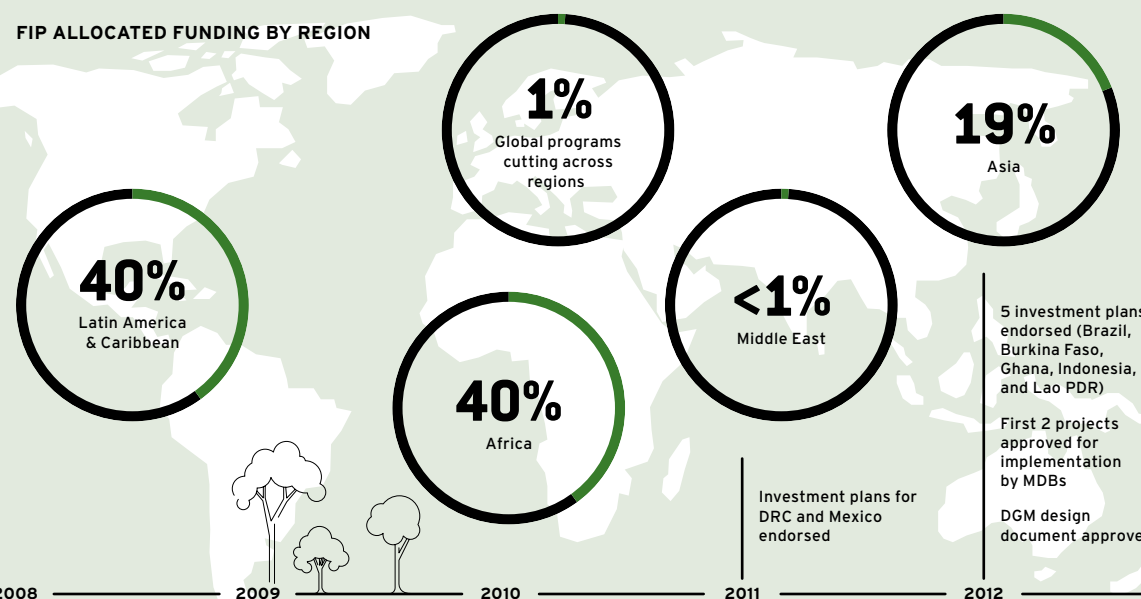 FIP ALLOCATED FUNDING BY REGION
1%
Global programs
cutting across
regions
19%
Asia
40%
Latin America
& Caribbean
<1%
Middle East
40%
Africa
5 investment plans
endorsed (Brazil,
Burkina Faso,
Ghana, Indonesia,
and Lao PDR)
First 2 projects
approved for
implementation
by MDBs
DGM design
document approve
Investment plans for
DRC and Mexico
endorsed
2008
2009
2010
2011
2012